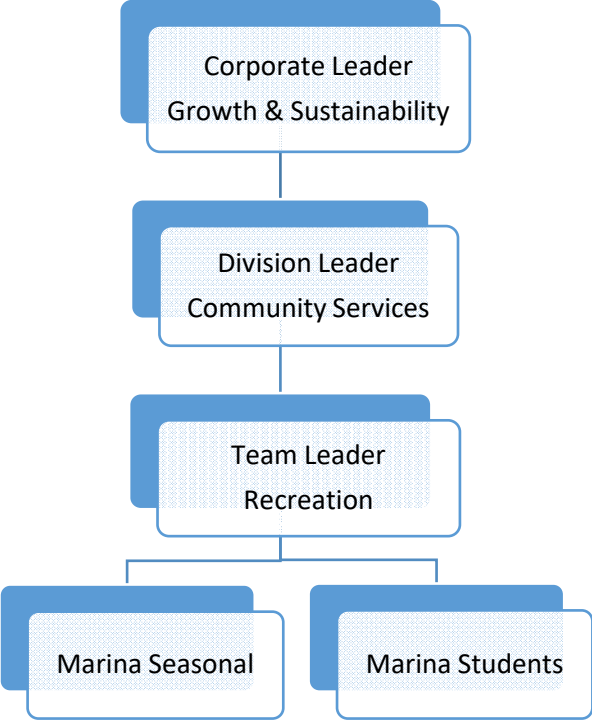 Corporate Leader
Growth & Sustainability
Division Leader
Community Services
Team Leader
Recreation
Marina Seasonal
Marina Students